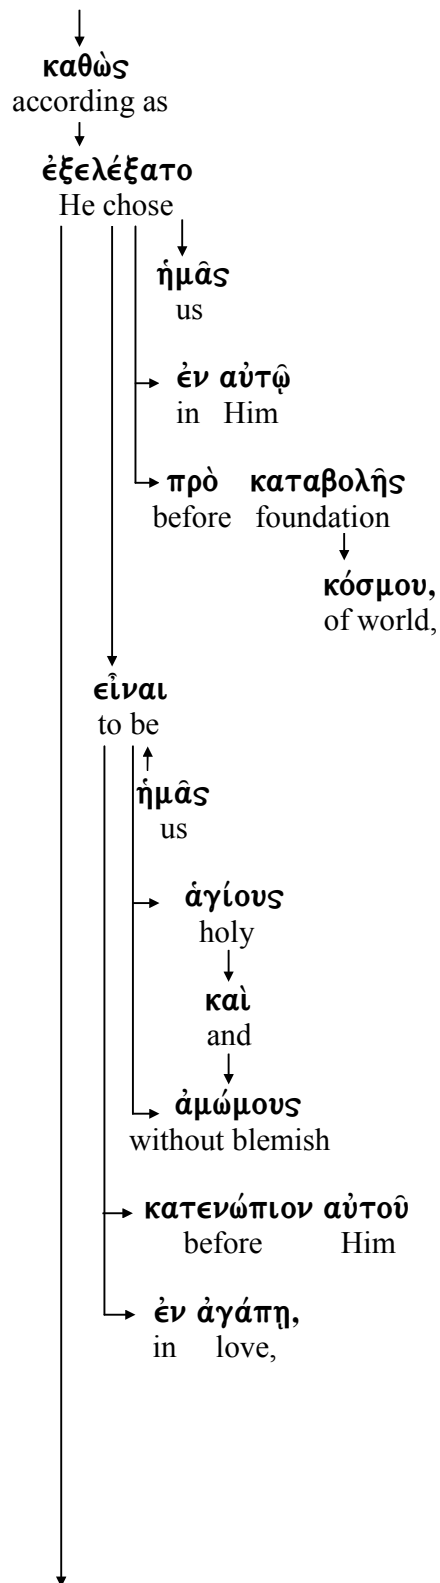 καθὼς
according as
ἐξελέξατο
He chose
ἡμᾶς
us
ἐν αὐτῷ
in Him
πρὸ καταβολῆς
before foundation
κόσμου,
of world,
εἶναι
to be
ἡμᾶς
us
ἁγίους
holy
καὶ
and
ἀμώμους
without blemish
κατενώπιον αὐτοῦ
before Him
ἐν ἀγάπῃ,
in love,